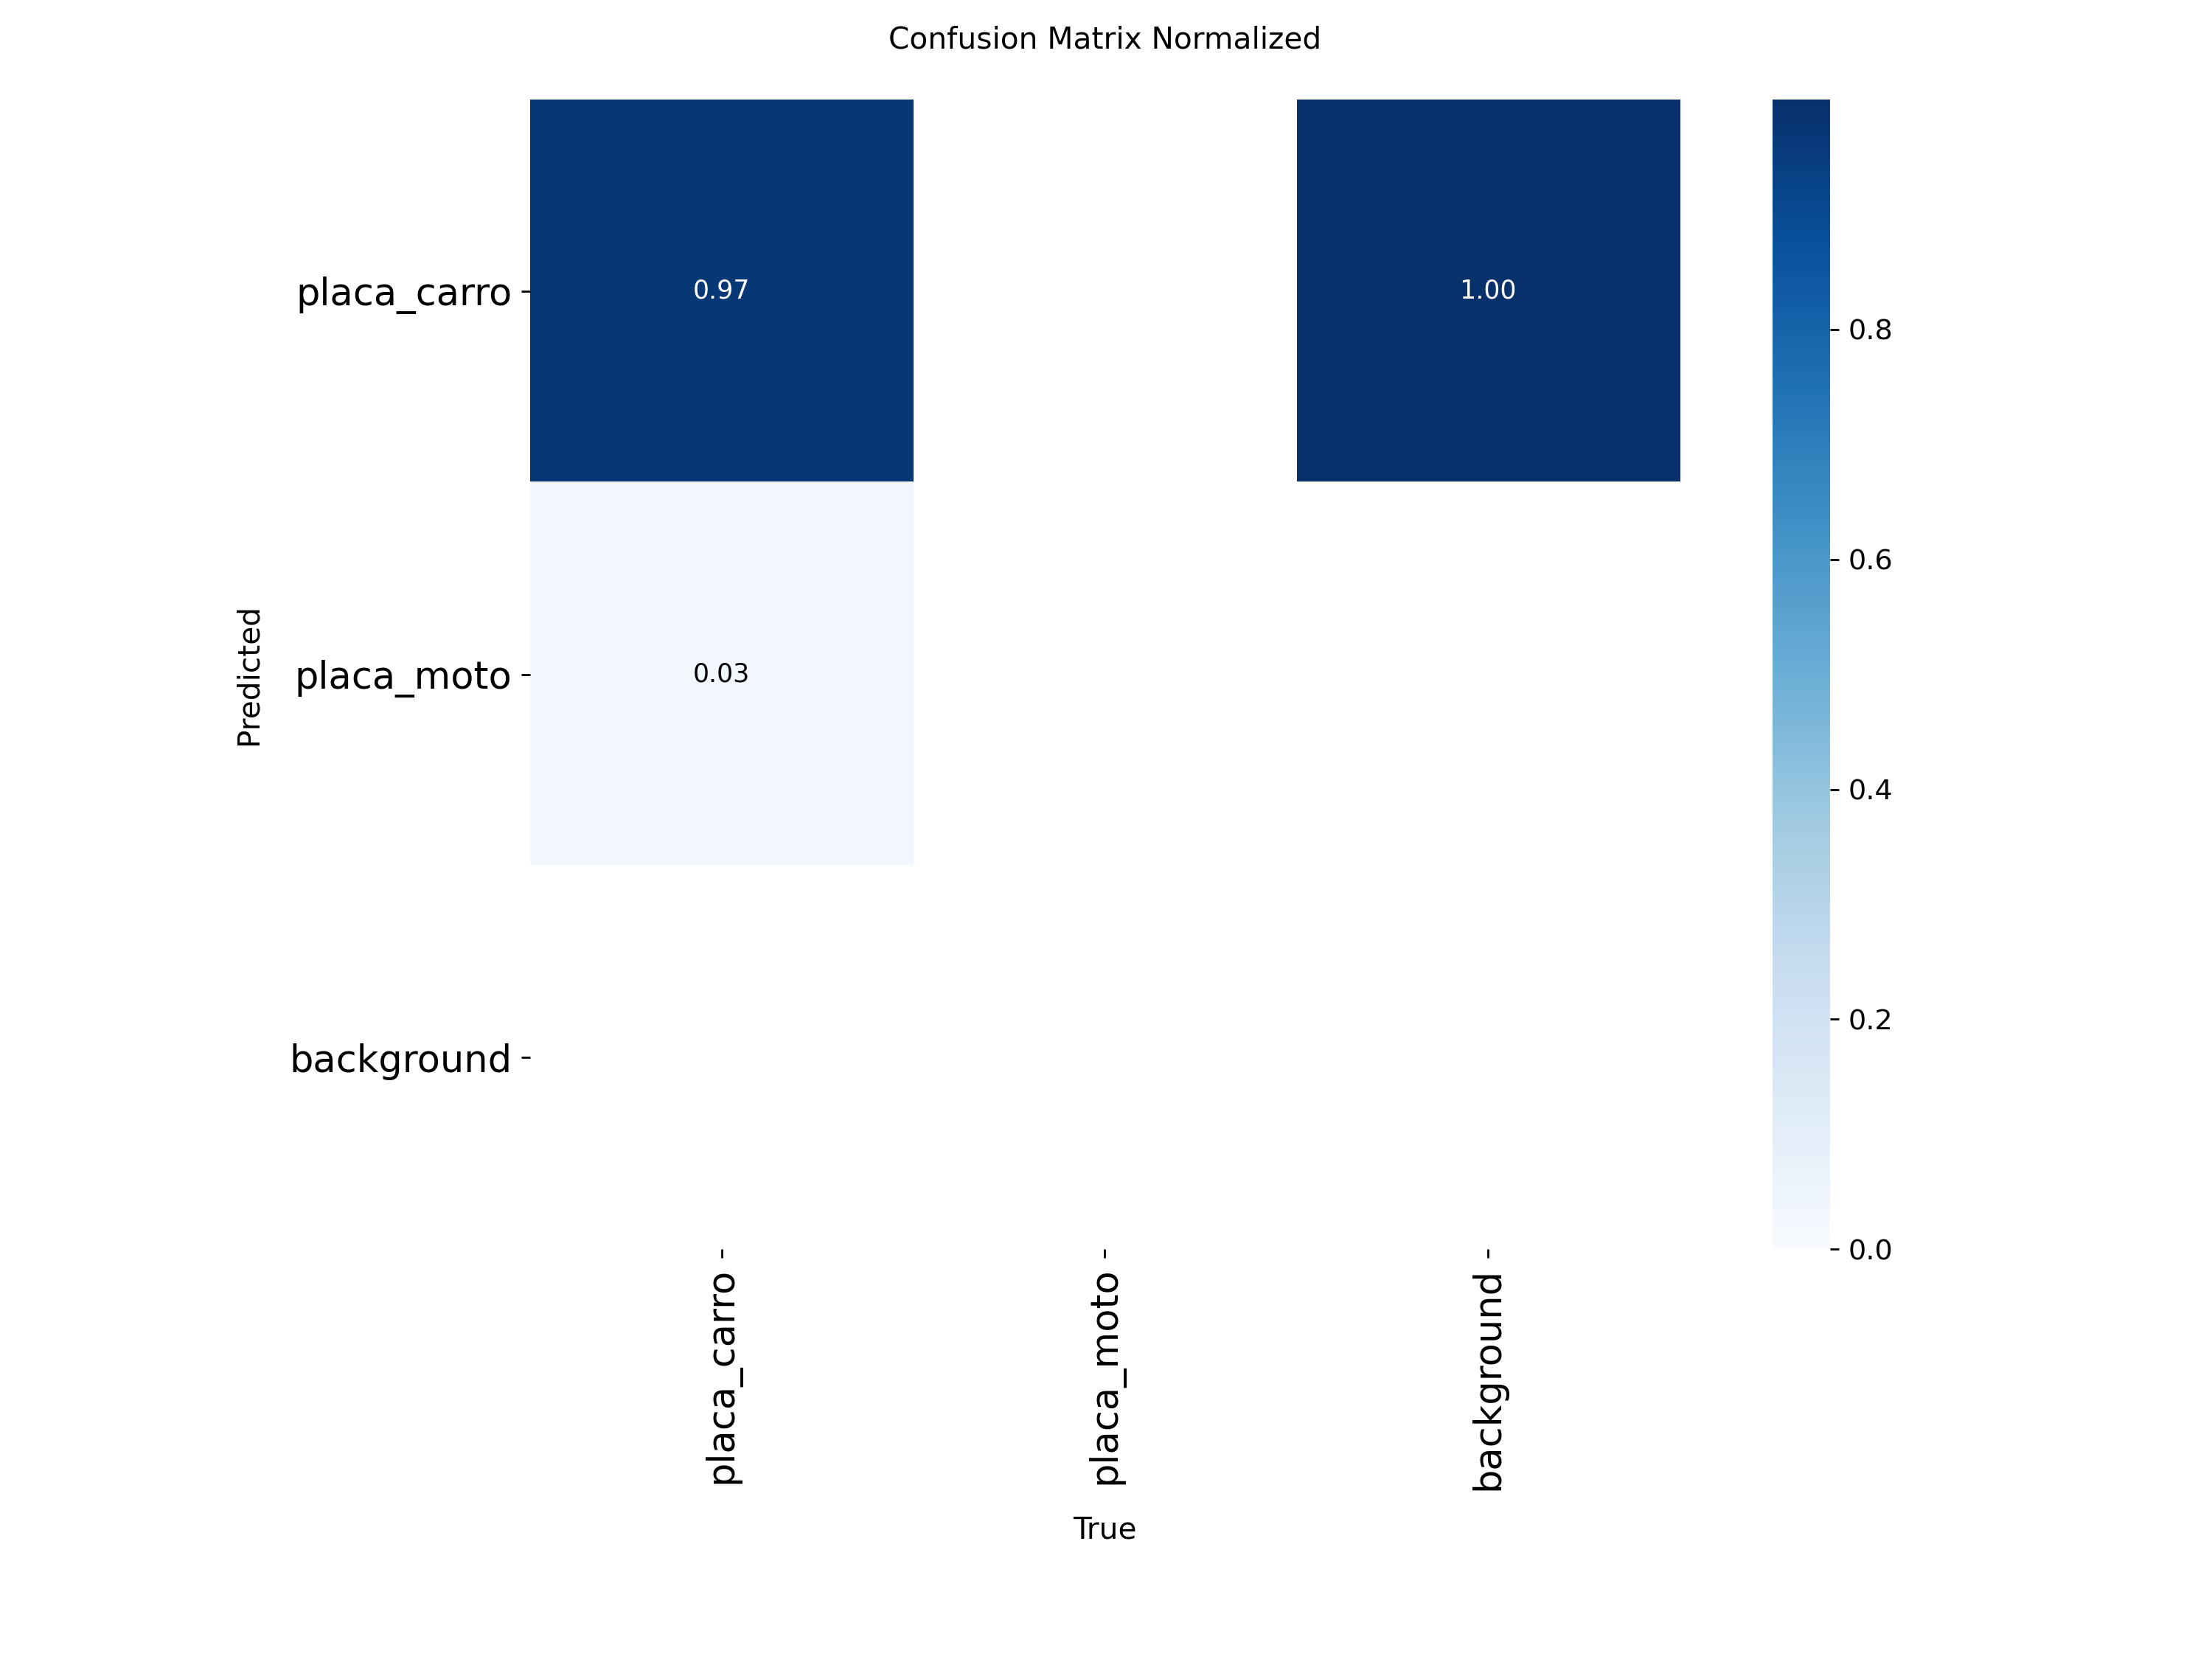 Confusion Matrix Normalized
placa_carro
0.97
1.00
0.8
0.6
Predicted
placa_moto
0.03
0.4
background
0.2
0.0
placa_carro
placa_moto
background
True